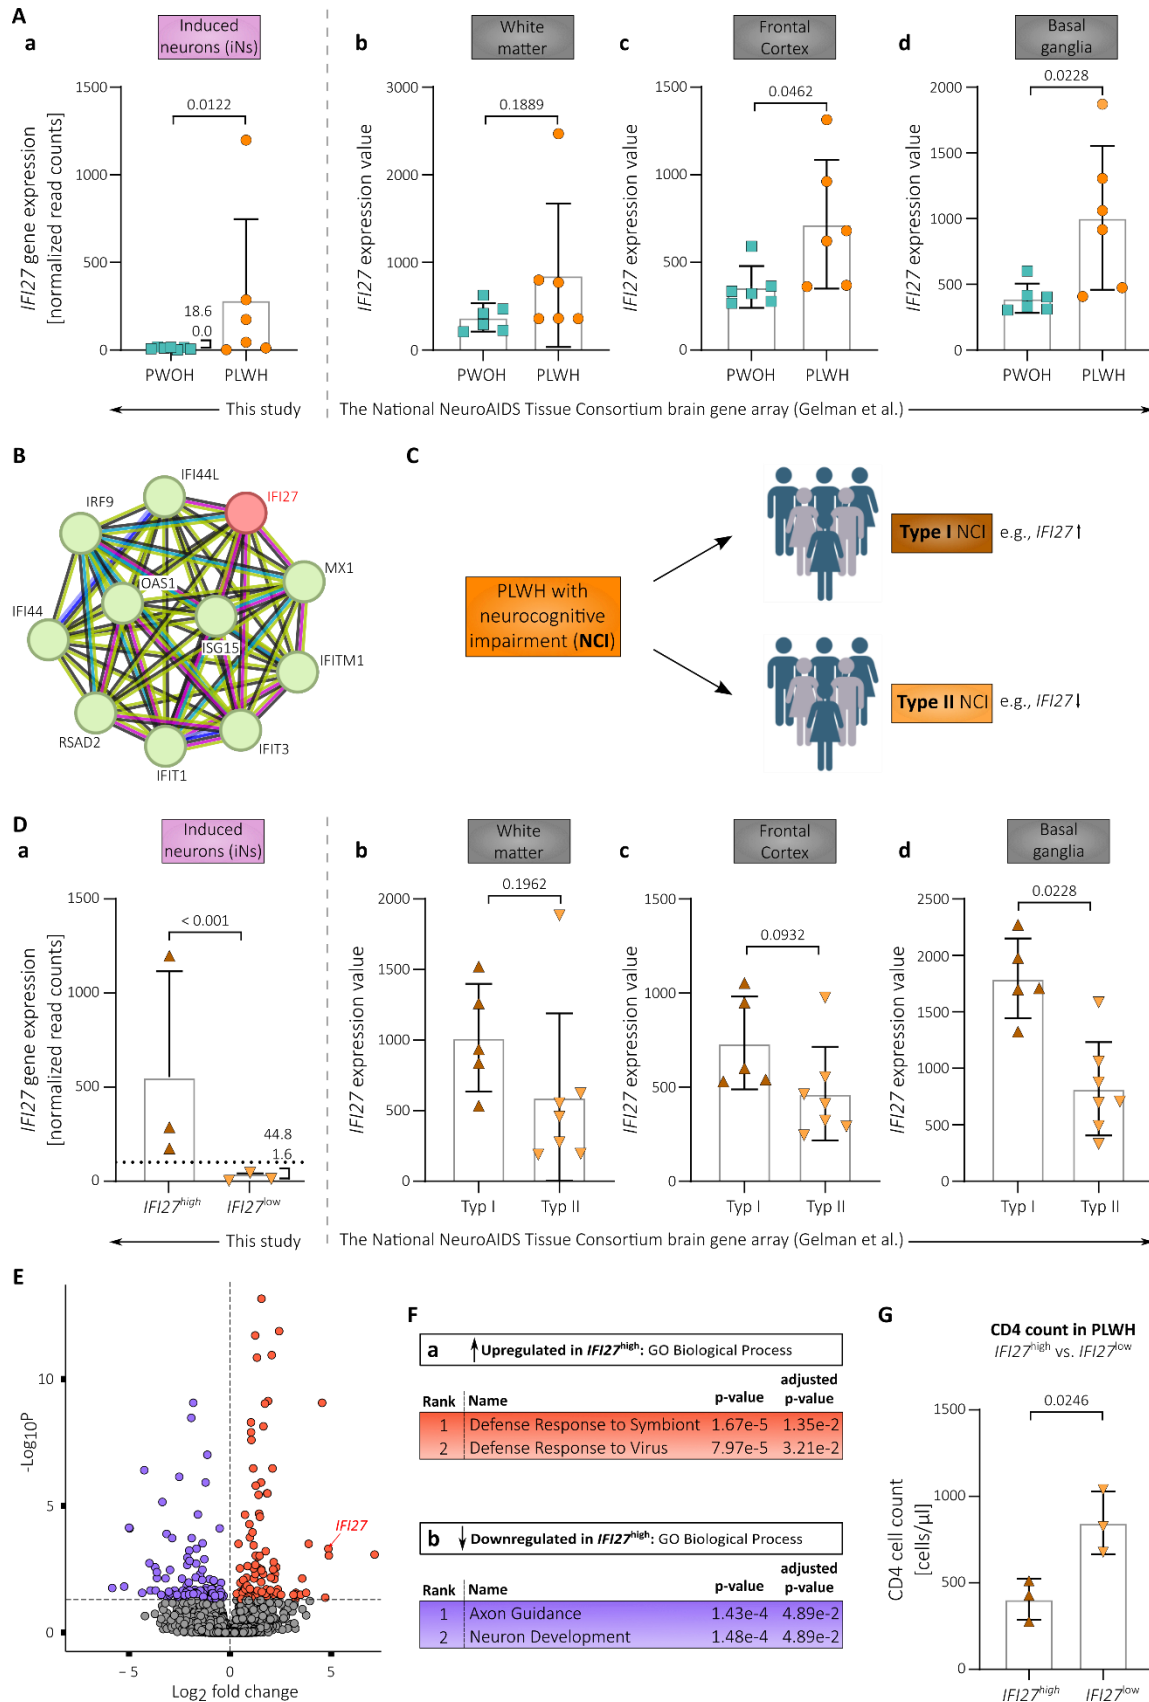 A
a
Induced
neurons (iNs)
b
White
matter
c
Frontal
Cortex
d
Basal
ganglia
IFI27 gene expression
[normalized read counts]
1500
1000
500
0
0.0122
18.6
0.0
PWOH
PLWH
IFI27 expression value
3000
2000
1000
0
0.1889
PWOH
PLWH
IFI27 expression value
1500
1000
500
0
0.0462
PWOH
PLWH
IFI27 expression value
2000
1500
1000
500
0
0.0228
PWOH
PLWH
This study
The National NeuroAIDS Tissue Consortium brain gene array (Gelman et al.)
B
IFI44L
IRF9
IFI27
OAS1
MX1
IFI44
ISG15
IFITM1
RSAD2
IFIT3
IFIT1
C
PLWH with
neurocognitive
impairment (NCI)
Type I NCI
e.g., IFI27↑
Type II NCI
e.g., IFI27↓
D
a
Induced
neurons (iNs)
b
White
matter
c
Frontal
Cortex
d
Basal
ganglia
IFI27 gene expression
[normalized read counts]
1500
1000
500
0
< 0.001
44.8
1.6
IFI27high
IFI27low
IFI27 expression value
2000
1500
1000
500
0
0.1962
Typ I
Typ II
IFI27 expression value
1500
1000
500
0
0.0932
Typ I
Typ II
IFI27 expression value
2500
2000
1500
1000
500
0
0.0228
Typ I
Typ II
This study
The National NeuroAIDS Tissue Consortium brain gene array (Gelman et al.)
E
-Log10P
10
5
0
IFI27
− 5
0
5
Log2 fold change
F
a
↑ Upregulated in IFI27high: GO Biological Process
Rank Name p-value adjusted p-value
1 Defense Response to Symbiont 1.67e-5 1.35e-2
2 Defense Response to Virus 7.97e-5 3.21e-2
b
↓ Downregulated in IFI27high: GO Biological Process
Rank Name p-value adjusted p-value
1 Axon Guidance 1.43e-4 4.89e-2
2 Neuron Development 1.48e-4 4.89e-2
G
CD4 count in PLWH
IFI27high vs. IFI27low
0.0246
CD4 cell count
[cells/µl]
1500
1000
500
0
IFI27high
IFI27low